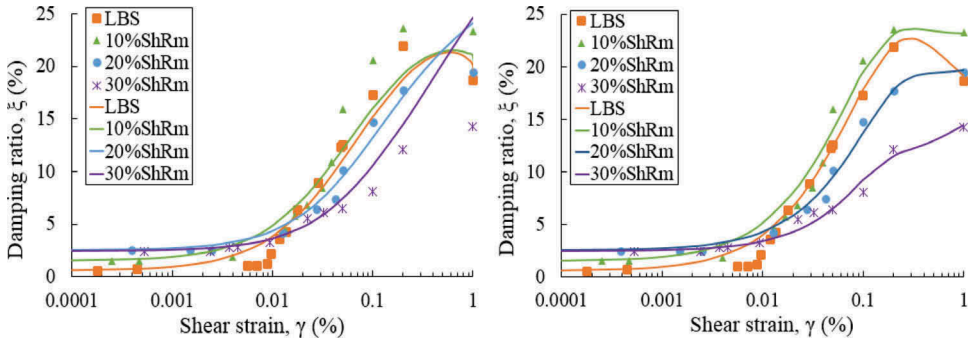 Damping ratio, ξ (%)
25
20
15
10
5
0
LBS
10%ShRm
20%ShRm
30%ShRm
LBS
10%ShRm
20%ShRm
30%ShRm
0.0001 0.001 0.01 0.1 1
Shear strain, γ (%)
Damping ratio, ξ (%)
25
20
15
10
5
0
LBS
10%ShRm
20%ShRm
30%ShRm
LBS
10%ShRm
20%ShRm
30%ShRm
0.0001 0.001 0.01 0.1 1
Shear strain, γ (%)